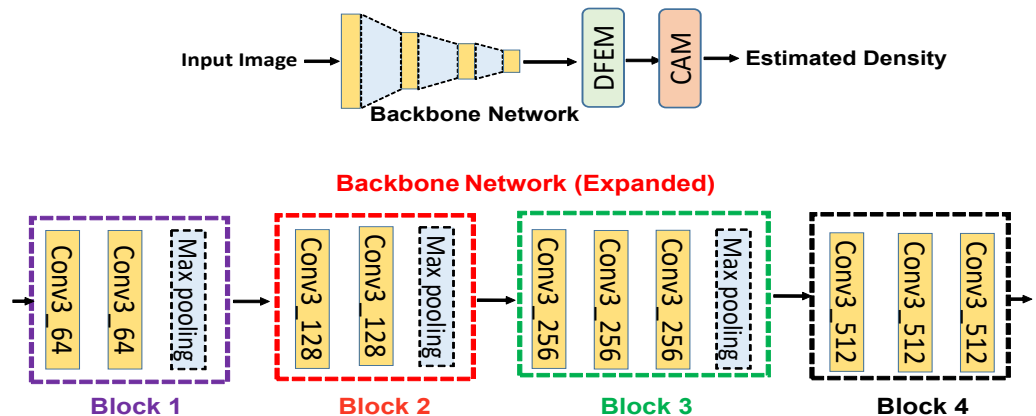 Input Image
DFEM
CAM
Estimated Density
Backbone Network
Backbone Network (Expanded)
Conv3_64
Conv3_64
Max pooling
Conv3_128
Conv3_128
Max pooling
Conv3_256
Conv3_256
Conv3_256
Max pooling
Conv3_512
Conv3_512
Conv3_512
Block 1
Block 2
Block 3
Block 4